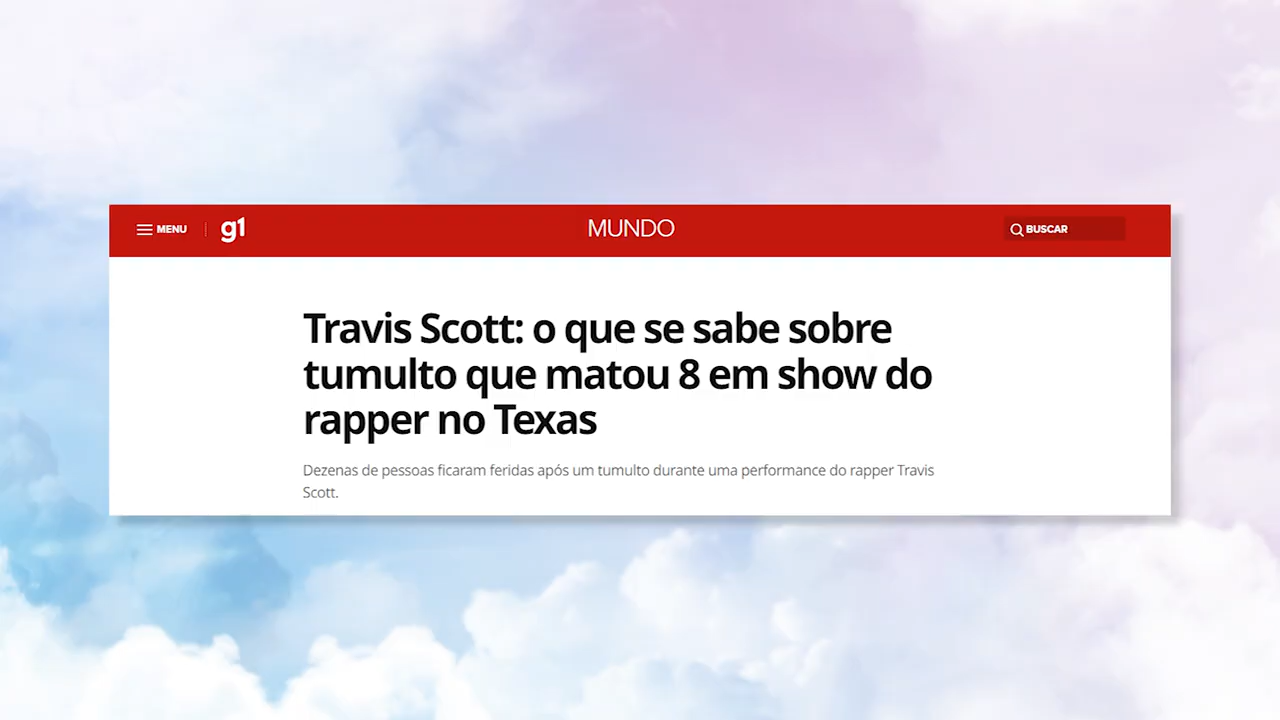 MENU g1 MUNDO BUSCAR
Travis Scott: o que se sabe sobre
tumulto que matou 8 em show do
rapper no Texas
Dezenas de pessoas ficaram feridas após um tumulto durante uma performance do rapper Travis
Scott.